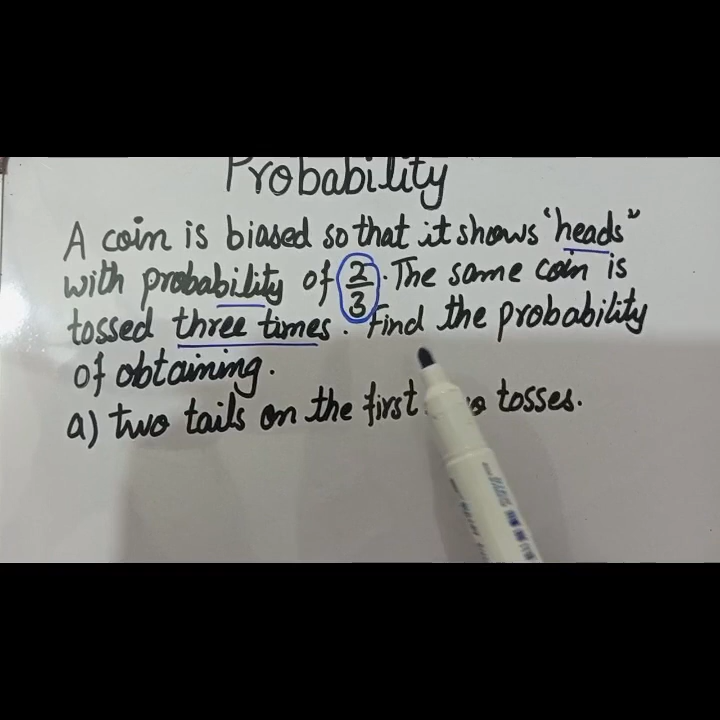 Probability
A coin is biased so that it shows "heads"
with probability of 2/3. The same coin is
tossed three times. Find the probability
of obtaining.
a) two tails on the first tosses.